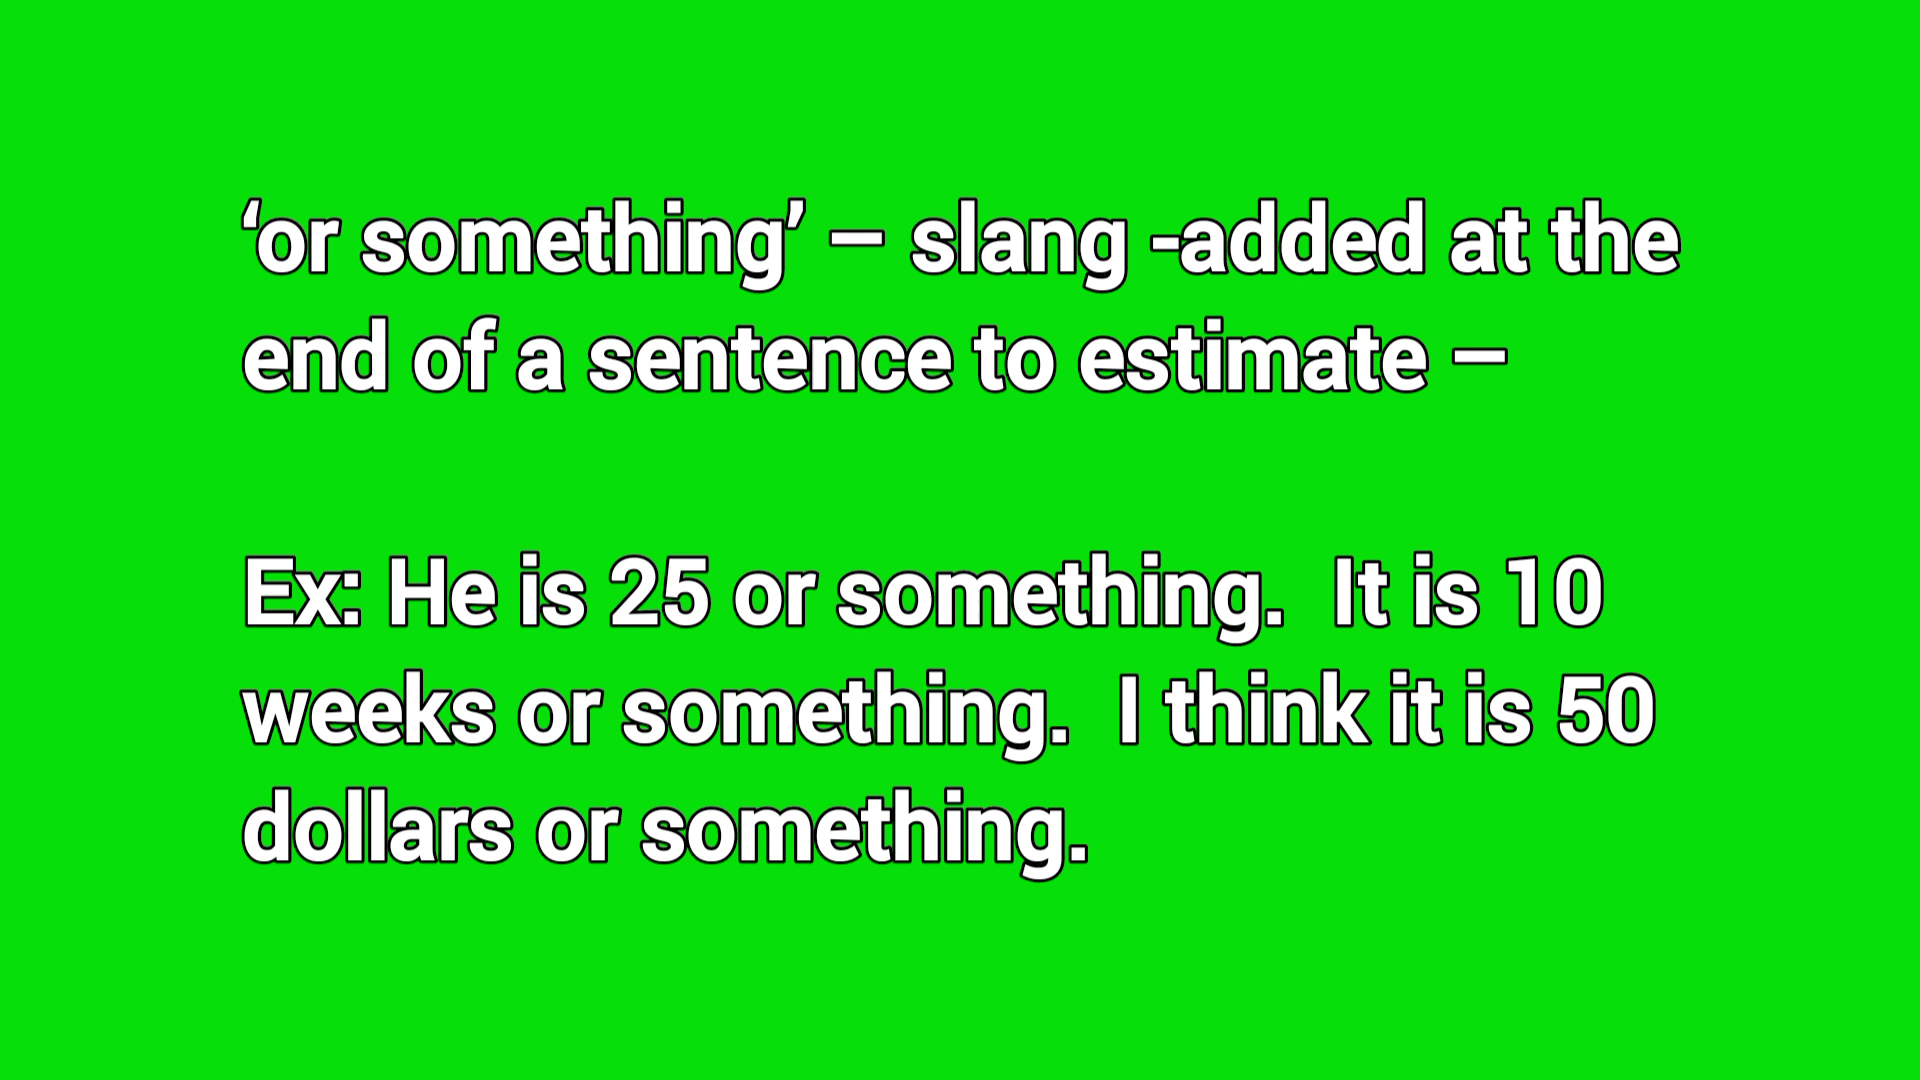 ‘or something’ – slang -added at the
end of a sentence to estimate –
Ex: He is 25 or something.  It is 10
weeks or something.  I think it is 50
dollars or something.